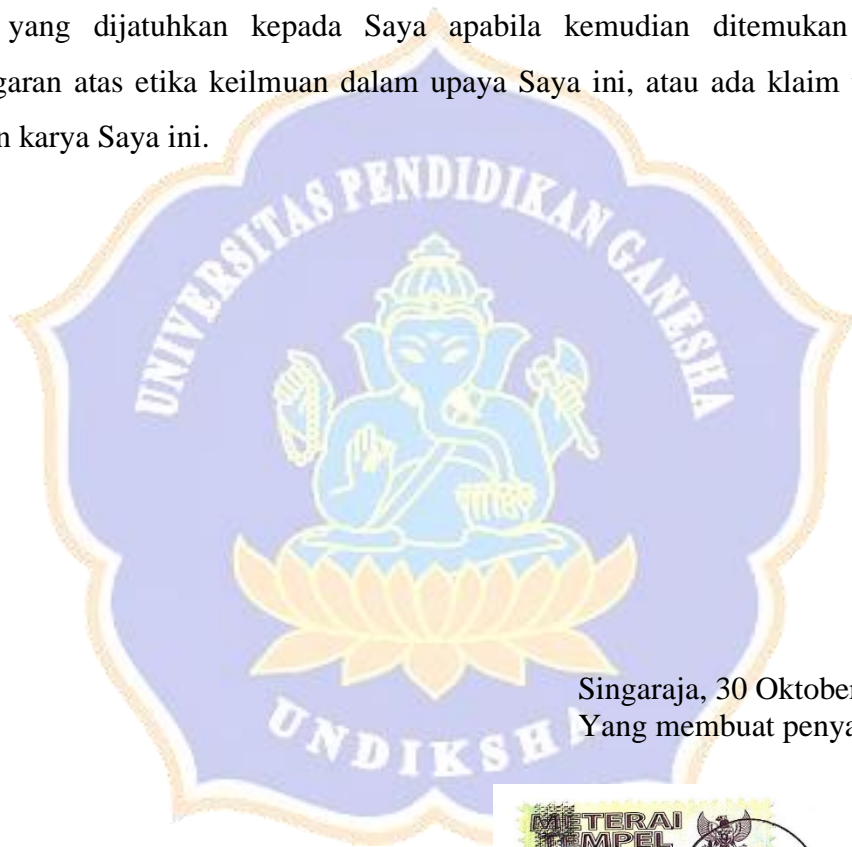 yang dijatuhkan kepada Saya apabila kemudian ditemukan
garan atas etika keilmuan dalam upaya Saya ini, atau ada klaim
karya Saya ini.
UNIVERSITAS PENDIDIKAN GANESHA
UNDIKSHA
Singaraja, 30 Oktober
Yang membuat penya
METERAI
TEMPEL